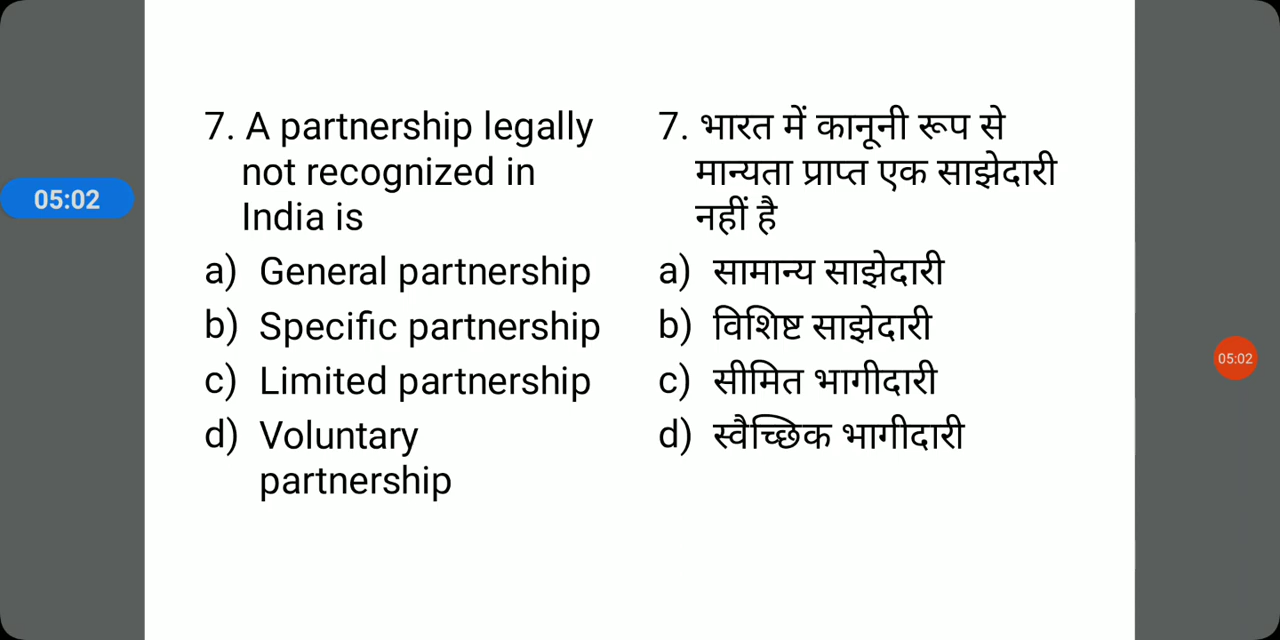 05:02
7. A partnership legally
not recognized in
India is
a) General partnership
b) Specific partnership
c) Limited partnership
d) Voluntary
partnership
7. भारत में कानूनी रूप से
मान्यता प्राप्त एक साझेदारी
नहीं है
a) सामान्य साझेदारी
b) विशिष्ट साझेदारी
c) सीमित भागीदारी
d) स्वैच्छिक भागीदारी
05:02